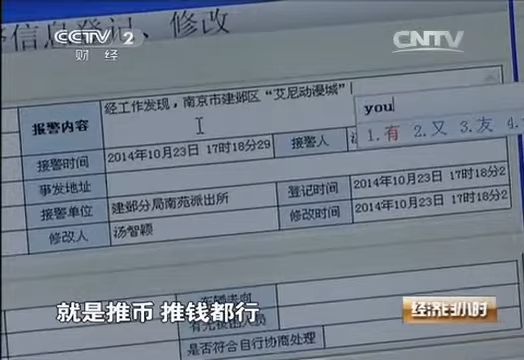 信息登记、修改
CCTV 2
财经
CNTV
报警内容
经工作发现，南京市建邺区“艾尼动漫城”
you
1.有 2.又 3.友 4.
接警时间
2014年10月23日 17时18分29
接警人
事发地址
接警单位
建邺分局南苑派出所
登记时间
2014年10月23日 17时18分2
修改人
汤智颖
修改时间
2014年10月23日 17时18分2
就是推币 推钱都行
经济半小时
是否符合自行协商处理